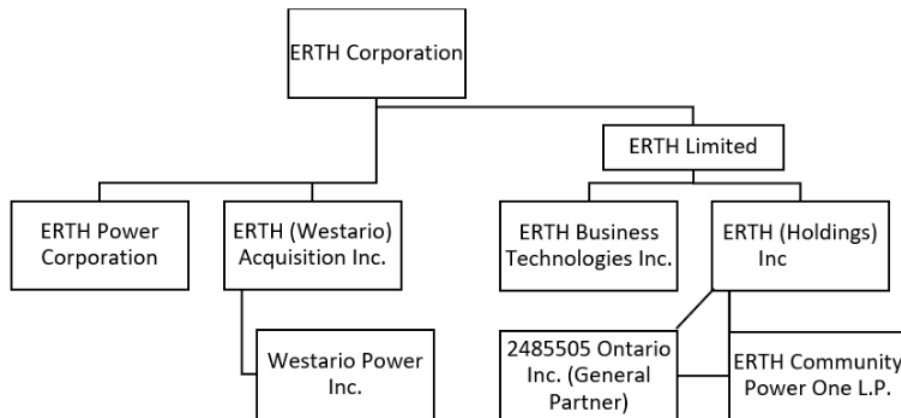 ERTH Corporation
ERTH Limited
ERTH Power
Corporation
ERTH (Westario)
Acquisition Inc.
ERTH Business
Technologies Inc.
ERTH (Holdings)
Inc
Westario Power
Inc.
2485505 Ontario
Inc. (General
Partner)
ERTH Community
Power One L.P.